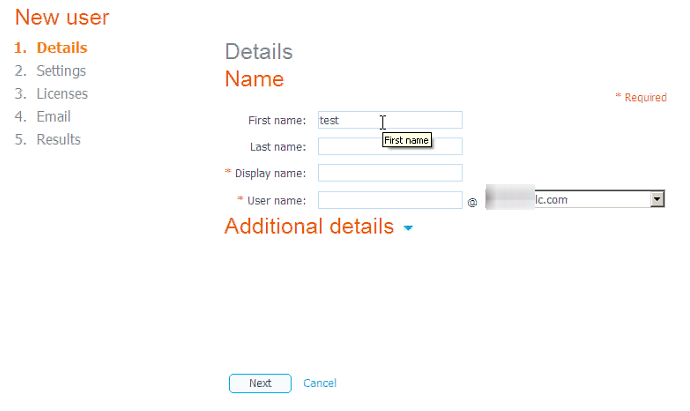 New user
1. Details
2. Settings
3. Licenses
4. Email
5. Results
Details
Name
* Required
First name: test
First name
Last name:
* Display name:
* User name: @ lc.com
Additional details
Next Cancel